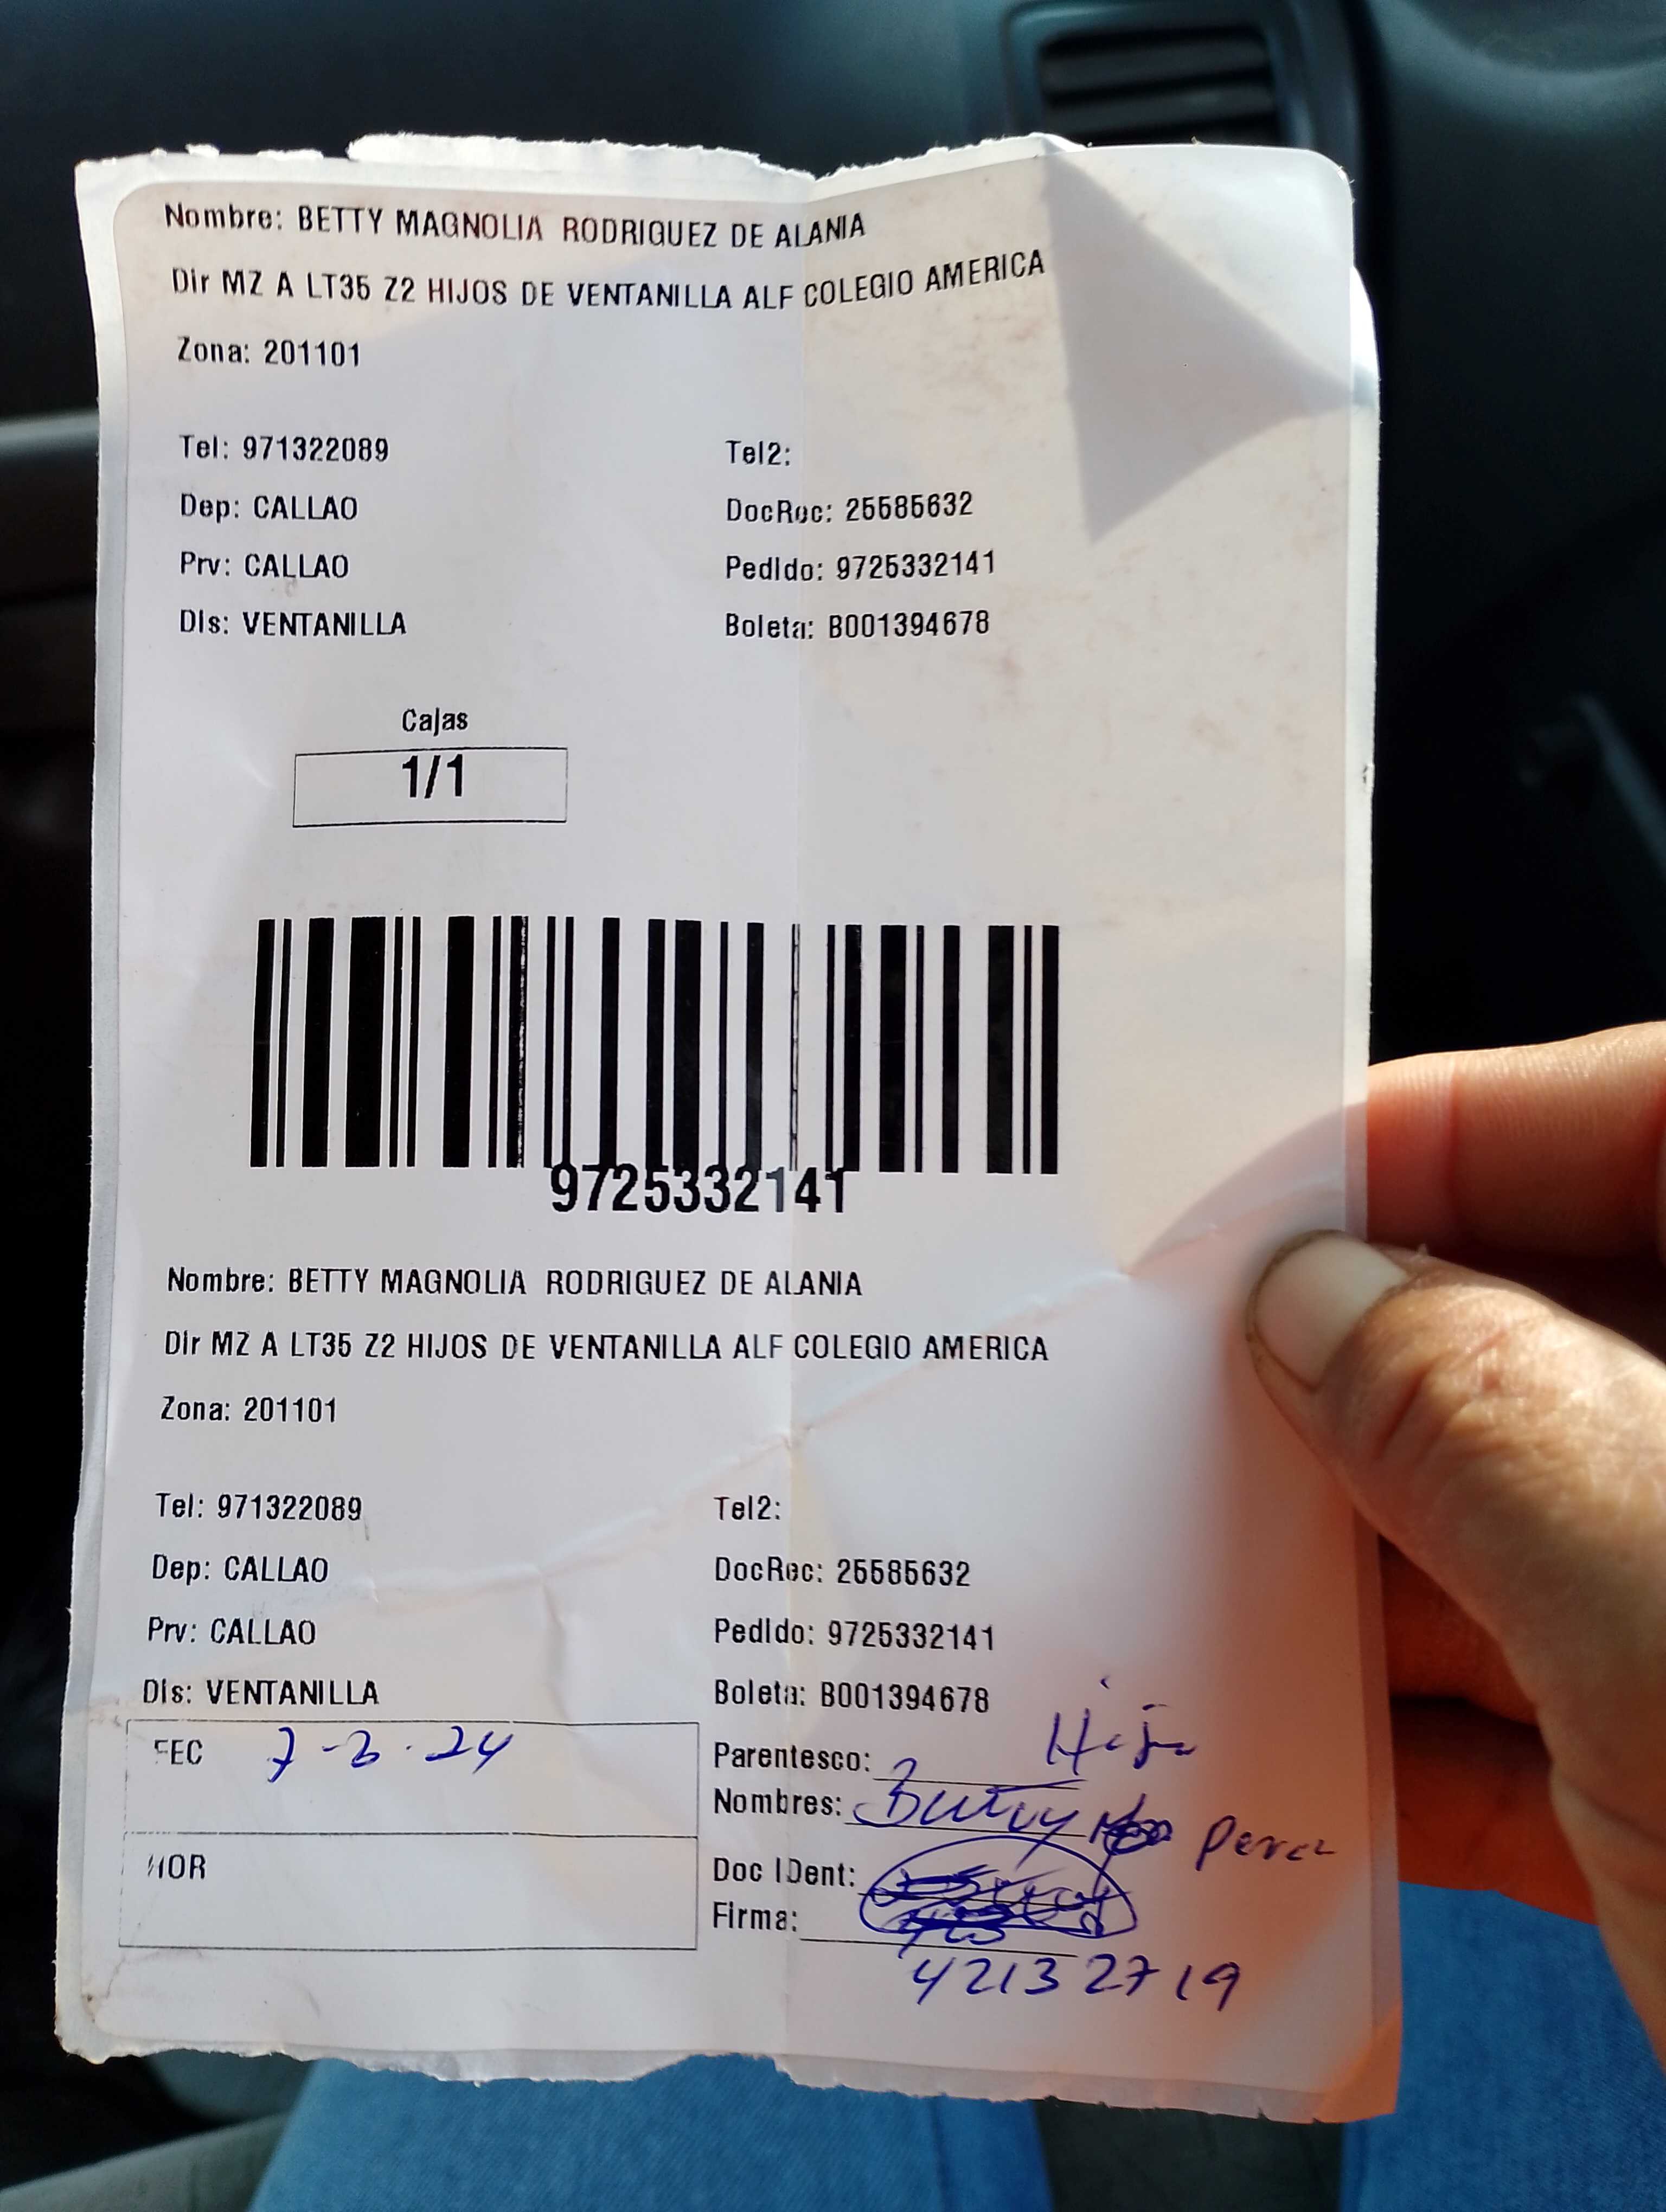 Nombre: BETTY MAGNOLIA RODRIGUEZ DE ALANIA
Dir MZ A LT35 Z2 HIJOS DE VENTANILLA ALF COLEGIO AMERICA
Zona: 201101
Tel: 971322089 Tel2:
Dep: CALLAO DocRec: 25585632
Prv: CALLAO Pedido: 9725332141
Dis: VENTANILLA Boleta: B001394678
Cajas
1/1
9725332141
Nombre: BETTY MAGNOLIA RODRIGUEZ DE ALANIA
Dir MZ A LT35 Z2 HIJOS DE VENTANILLA ALF COLEGIO AMERICA
Zona: 201101
Tel: 971322089 Tel2:
Dep: CALLAO DocRec: 25585632
Prv: CALLAO Pedido: 9725332141
Dis: VENTANILLA Boleta: B001394678
FEC 7-2-24 Parentesco:
Nombres:
HOR Doc IDent:
Firma:
42132719